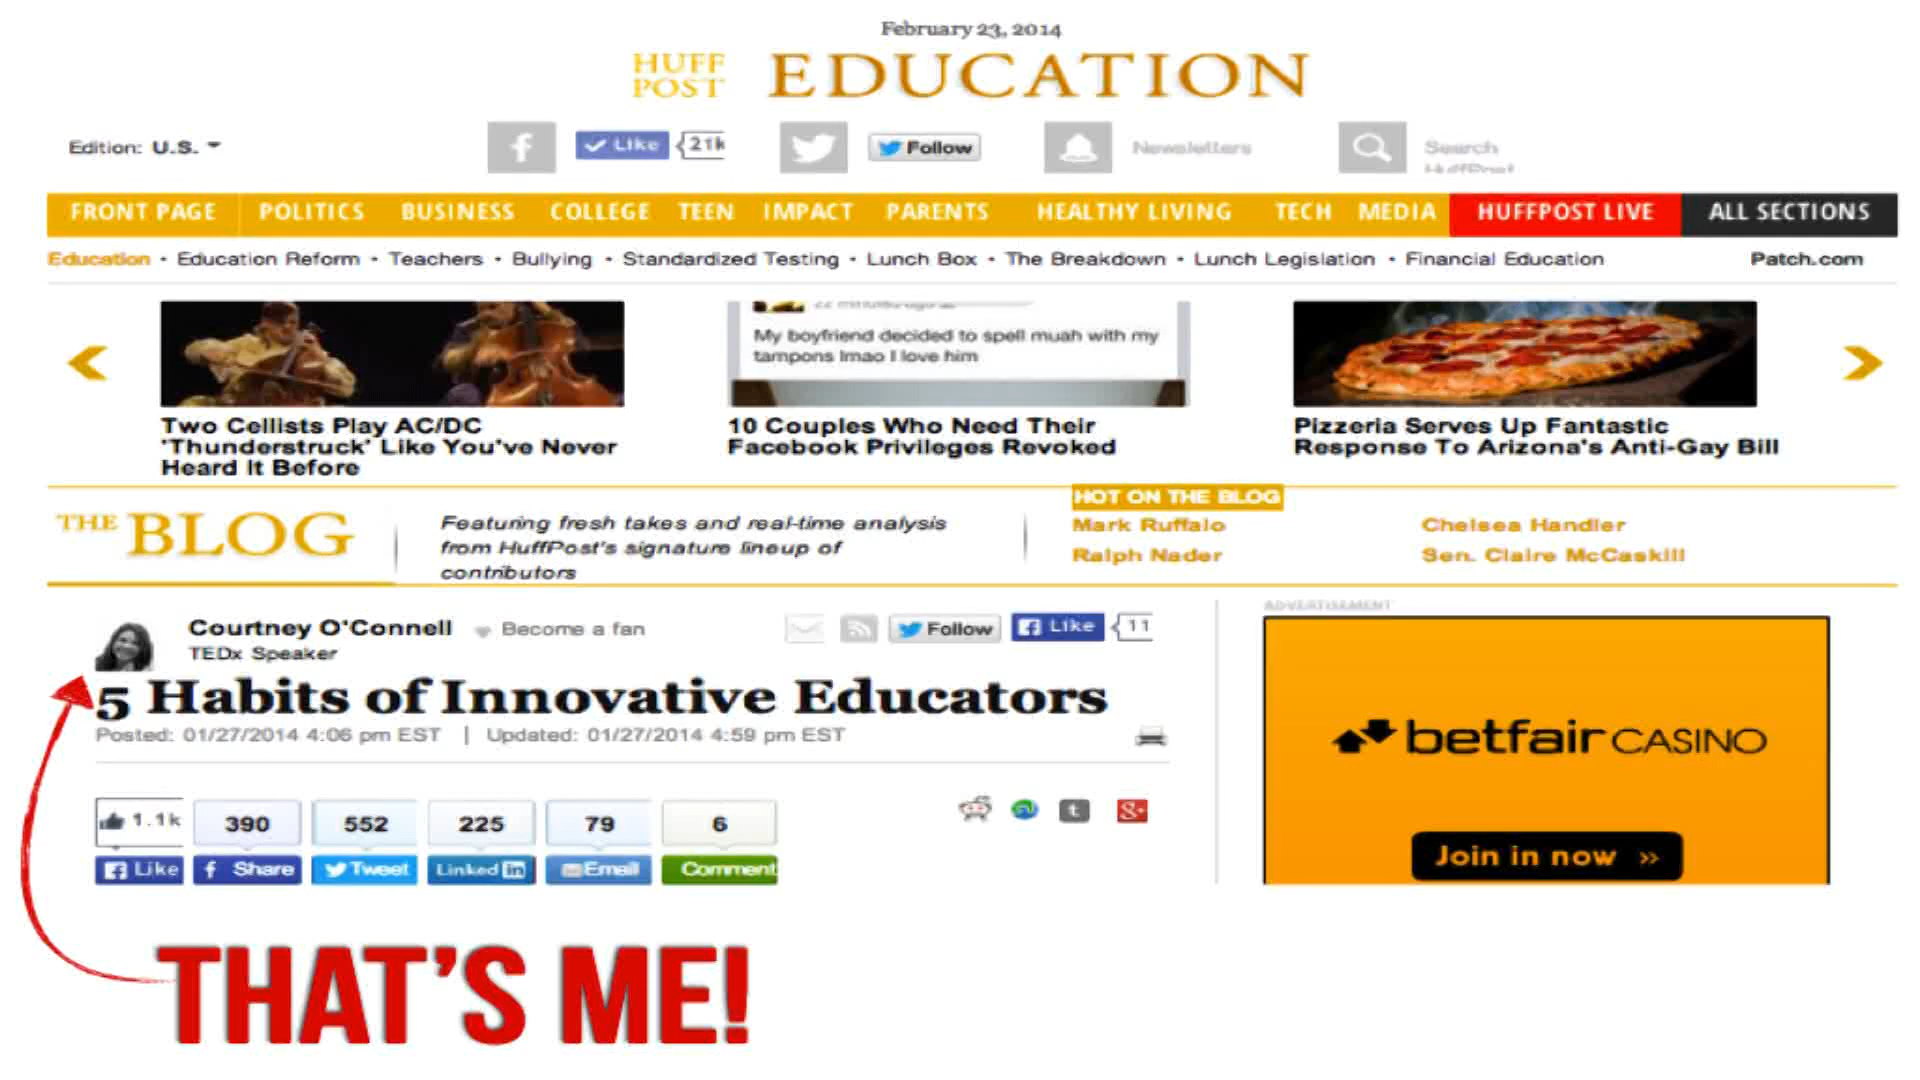 February 23, 2014
HUFF POST EDUCATION
Edition: U.S.
Like 21k
Follow
Newsletters
Search
HuffPost
FRONT PAGE POLITICS BUSINESS COLLEGE TEEN IMPACT PARENTS HEALTHY LIVING TECH MEDIA HUFFPOST LIVE ALL SECTIONS
Education • Education Reform • Teachers • Bullying • Standardized Testing • Lunch Box • The Breakdown • Lunch Legislation • Financial Education Patch.com
My boyfriend decided to spell muah with my
tampons lmao I love him
Two Cellists Play AC/DC
'Thunderstruck' Like You've Never
Heard It Before
10 Couples Who Need Their
Facebook Privileges Revoked
Pizzeria Serves Up Fantastic
Response To Arizona's Anti-Gay Bill
THE BLOG
Featuring fresh takes and real-time analysis
from HuffPost's signature lineup of
contributors
HOT ON THE BLOG
Mark Ruffalo Chelsea Handler
Ralph Nader Sen. Claire McCaskill
ADVERTISEMENT
Courtney O'Connell Become a fan Follow Like 11
TEDx Speaker
5 Habits of Innovative Educators
Posted: 01/27/2014 4:06 pm EST | Updated: 01/27/2014 4:59 pm EST
betfair CASINO
1.1k 390 552 225 79 6
Like Share Tweet Linked in Email Comment
Join in now »
THAT'S ME!